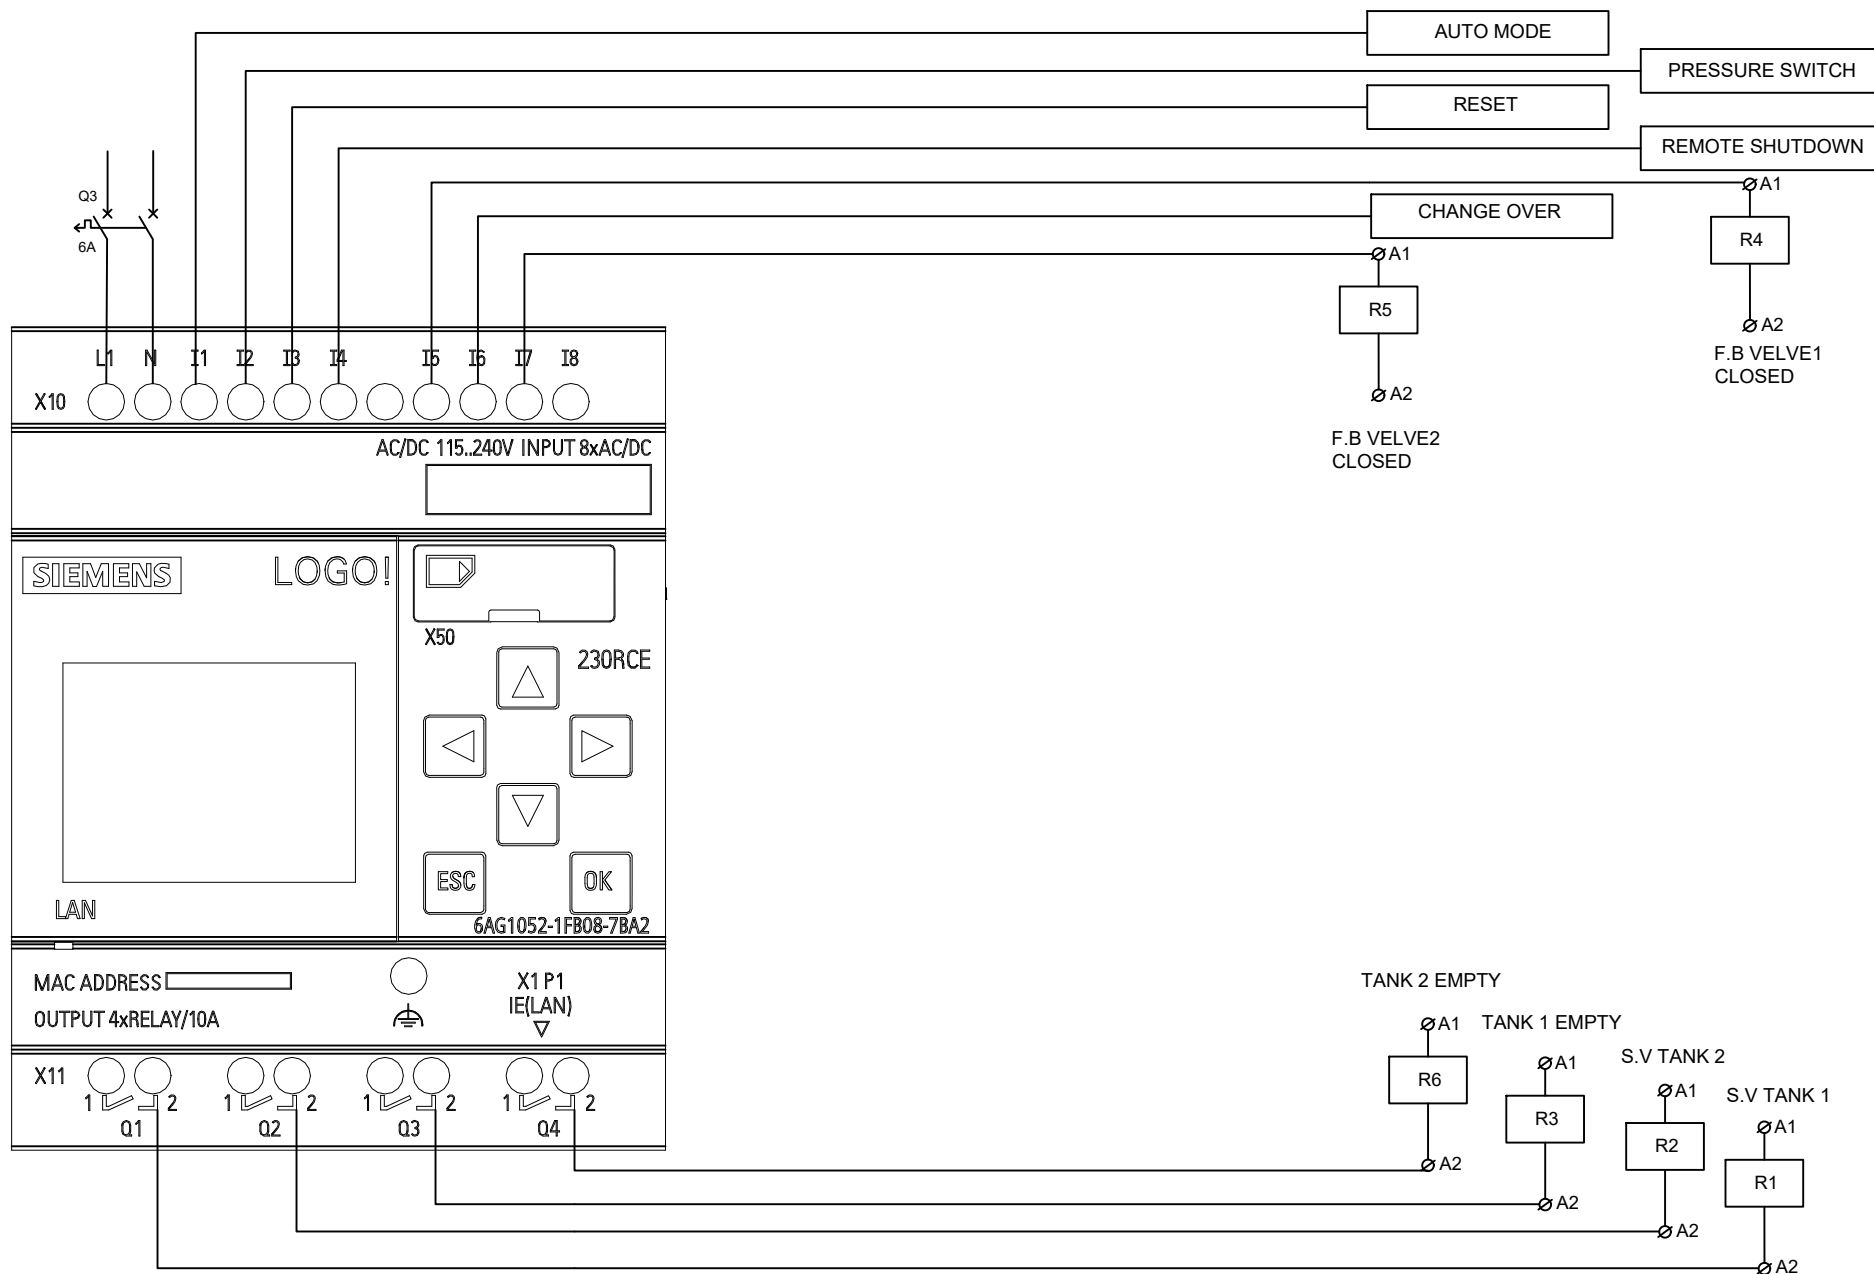 AUTO MODE
PRESSURE SWITCH
RESET
REMOTE SHUTDOWN
A1
Q3
CHANGE OVER
R4
6A
A1
R5
A2
L1 N I1 I2 I3 I4 I5 I6 I7 I8
F.B VELVE1
CLOSED
X10
A2
AC/DC 115..240V INPUT 8xAC/DC
F.B VELVE2
CLOSED
SIEMENS LOGO!
X50
230RCE
ESC OK
LAN
6AG1052-1FB08-7BA2
MAC ADDRESS
X1 P1
IE(LAN)
OUTPUT 4xRELAY/10A
TANK 2 EMPTY
A1
TANK 1 EMPTY
S.V TANK 2
A1
R6
S.V TANK 1
A1
X11
1 2 1 2 1 2 1 2
R3
A1
Q1 Q2 Q3 Q4
R2
A2
R1
A2
A2
A2